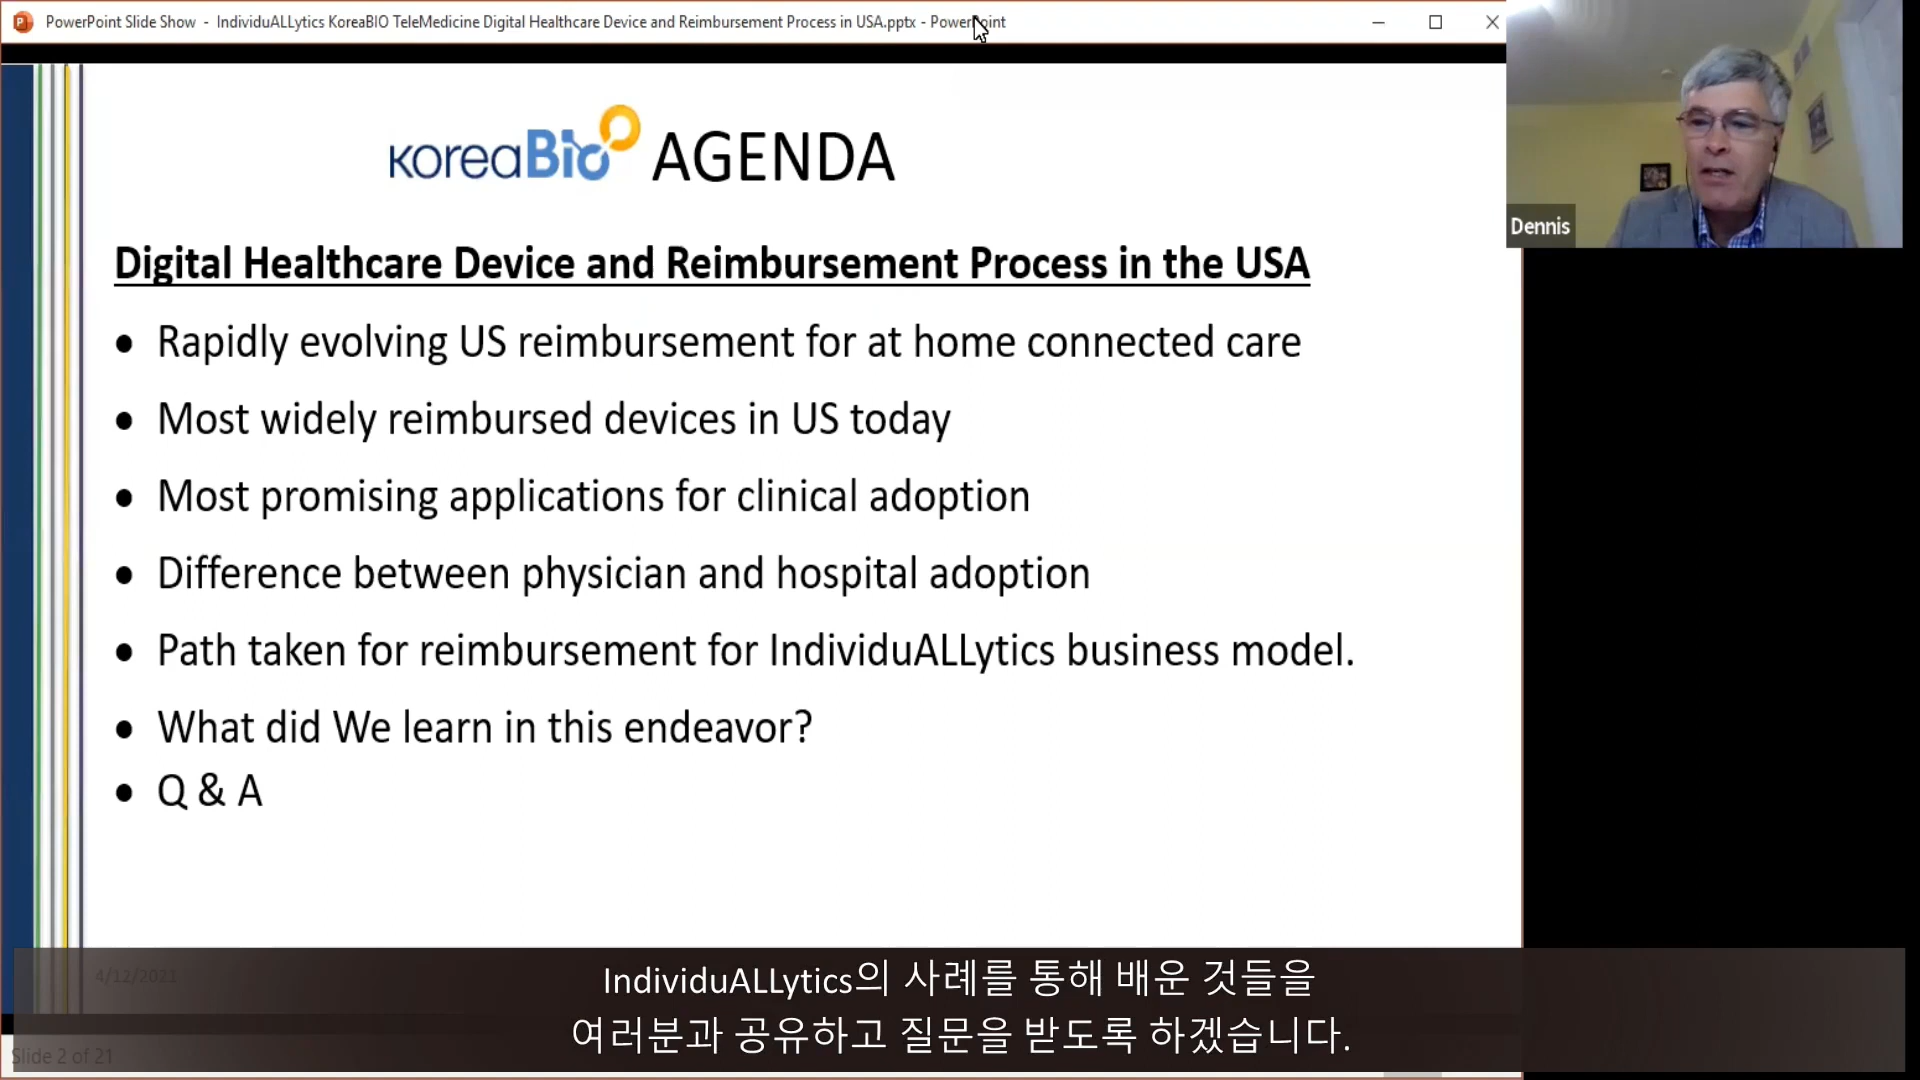 PowerPoint Slide Show - IndividuALLytics KoreaBIO TeleMedicine Digital Healthcare Device and Reimbursement Process in USA.pptx - PowerPoint
Dennis
koreaBio AGENDA
Digital Healthcare Device and Reimbursement Process in the USA
• Rapidly evolving US reimbursement for at home connected care
• Most widely reimbursed devices in US today
• Most promising applications for clinical adoption
• Difference between physician and hospital adoption
• Path taken for reimbursement for IndividuALLytics business model.
• What did We learn in this endeavor?
• Q & A
4/12/2021
IndividuALLytics의 사례를 통해 배운 것들을
여러분과 공유하고 질문을 받도록 하겠습니다.
Slide 2 of 21